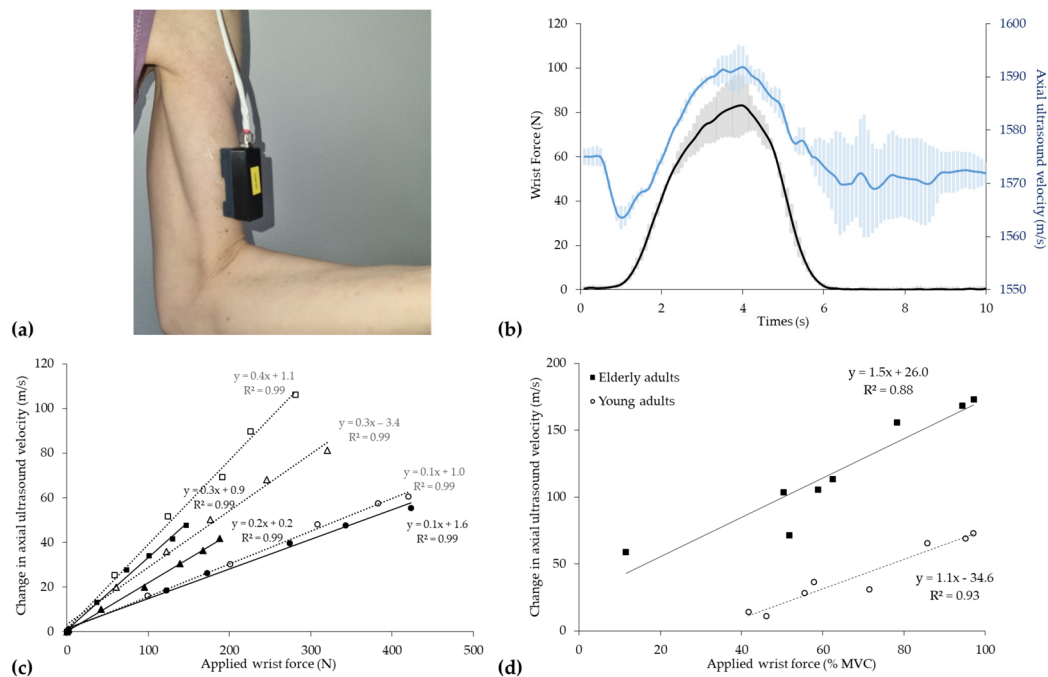 (a)
120
100
80
60
40
20
0
Wrist Force (N)
1600
1590
1580
1570
1560
1550
Axial ultrasound velocity
(m/s)
0 2 4 6 8 10
Times (s)
(b)
120
100
80
60
40
20
0
Change in axial ultrasound velocity (m/s)
y = 0.4x + 1.1
R² = 0.99
y = 0.3x – 3.4
R² = 0.99
y = 0.1x + 1.0
R² = 0.99
y = 0.3x + 0.9
R² = 0.99
y = 0.2x + 0.2
R² = 0.99
y = 0.1x + 1.6
R² = 0.99
0 100 200 300 400 500
Applied wrist force (N)
(c)
200
150
100
50
0
Change in axial ultrasound velocity (m/s)
Elderly adults
Young adults
y = 1.5x + 26.0
R² = 0.88
y = 1.1x - 34.6
R² = 0.93
0 20 40 60 80 100
Applied wrist force (% MVC)
(d)